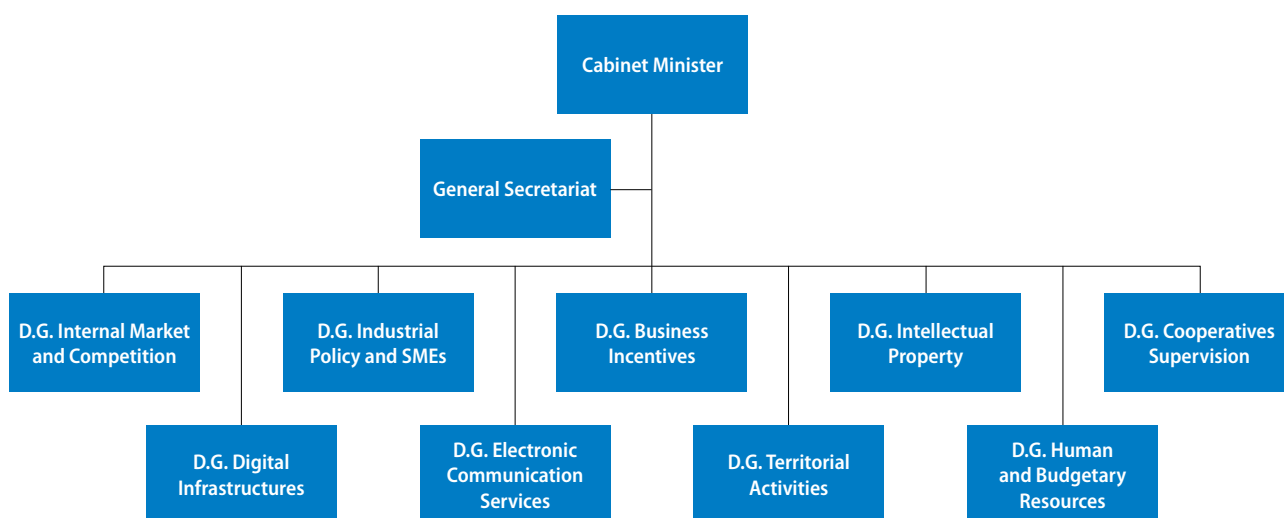 Cabinet Minister
General Secretariat
D.G. Internal Market
and Competition
D.G. Industrial
Policy and SMEs
D.G. Business
Incentives
D.G. Intellectual
Property
D.G. Cooperatives
Supervision
D.G. Digital
Infrastructures
D.G. Electronic
Communication
Services
D.G. Territorial
Activities
D.G. Human
and Budgetary
Resources